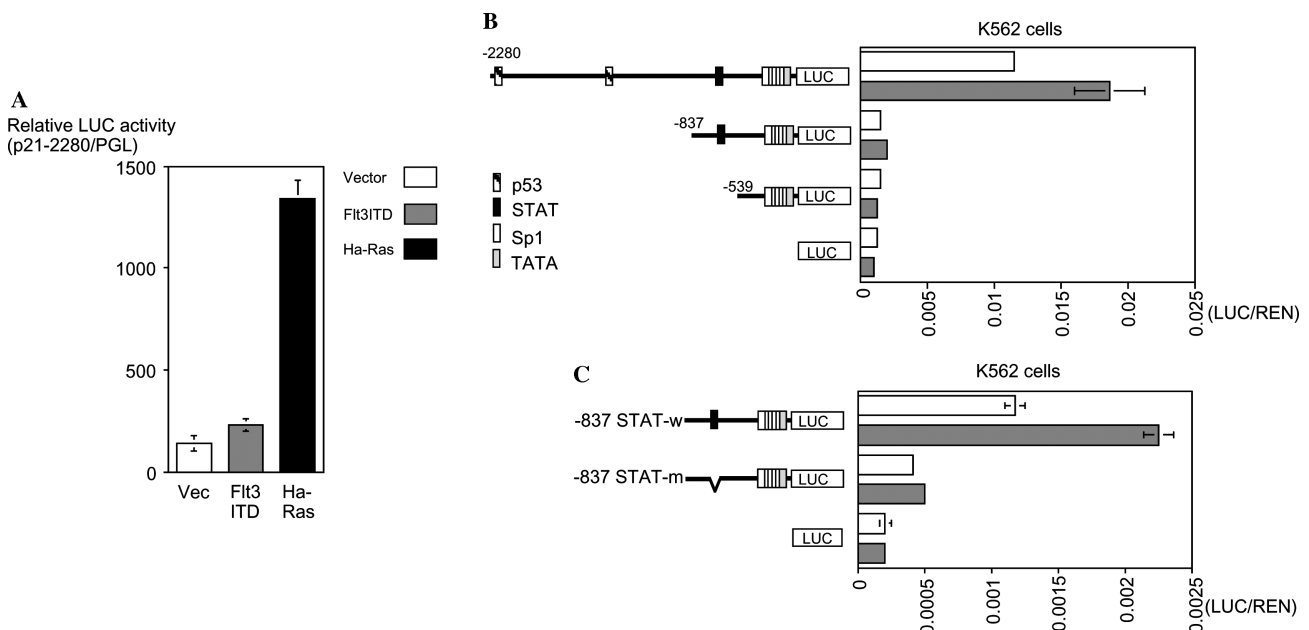 A
Relative LUC activity
(p21-2280/PGL)
1500
1000
500
0
Vec
Flt3
ITD
Ha-
Ras
Vector
Flt3ITD
Ha-Ras
B
K562 cells
-2280
LUC
-837
LUC
-539
LUC
LUC
p53
STAT
Sp1
TATA
0
0.005
0.01
0.015
0.02
0.025
(LUC/REN)
C
K562 cells
-837 STAT-w
LUC
-837 STAT-m
LUC
LUC
0
0.0005
0.001
0.0015
0.002
0.0025
(LUC/REN)